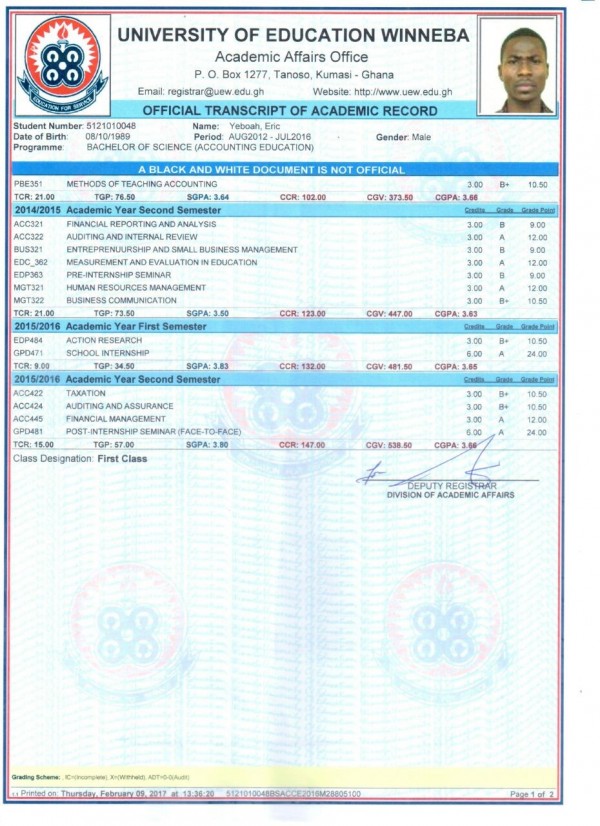 UNIVERSITY OF EDUCATION WINNEBA
Academic Affairs Office
P. O. Box 1277, Tanoso, Kumasi - Ghana
Email: registrar@uew.edu.gh Website: http://www.uew.edu.gh
EDUCATION FOR SERVICE
OFFICIAL TRANSCRIPT OF ACADEMIC RECORD
Student Number: 5121010048 Name: Yeboah, Eric
Date of Birth: 08/10/1989 Period: AUG2012 - JUL2016 Gender: Male
Programme: BACHELOR OF SCIENCE (ACCOUNTING EDUCATION)
A BLACK AND WHITE DOCUMENT IS NOT OFFICIAL
PBE351 METHODS OF TEACHING ACCOUNTING 3.00 B+ 10.50
TCR: 21.00 TGP: 76.50 SGPA: 3.64 CCR: 102.00 CGV: 373.50 CGPA: 3.66
2014/2015 Academic Year Second Semester Credits Grade Grade Point
ACC321 FINANCIAL REPORTING AND ANALYSIS 3.00 B 9.00
ACC322 AUDITING AND INTERNAL REVIEW 3.00 A 12.00
BUS321 ENTREPRENUURSHIP AND SMALL BUSINESS MANAGEMENT 3.00 B 9.00
EDC_362 MEASUREMENT AND EVALUATION IN EDUCATION 3.00 A 12.00
EDP363 PRE-INTERNSHIP SEMINAR 3.00 B 9.00
MGT321 HUMAN RESOURCES MANAGEMENT 3.00 A 12.00
MGT322 BUSINESS COMMUNICATION 3.00 B+ 10.50
TCR: 21.00 TGP: 73.50 SGPA: 3.50 CCR: 123.00 CGV: 447.00 CGPA: 3.63
2015/2016 Academic Year First Semester Credits Grade Grade Point
EDP484 ACTION RESEARCH 3.00 B+ 10.50
GPD471 SCHOOL INTERNSHIP 6.00 A 24.00
TCR: 9.00 TGP: 34.50 SGPA: 3.83 CCR: 132.00 CGV: 481.50 CGPA: 3.65
2015/2016 Academic Year Second Semester Credits Grade Grade Point
ACC422 TAXATION 3.00 B+ 10.50
ACC424 AUDITING AND ASSURANCE 3.00 B+ 10.50
ACC445 FINANCIAL MANAGEMENT 3.00 A 12.00
GPD481 POST-INTERNSHIP SEMINAR (FACE-TO-FACE) 6.00 A 24.00
TCR: 15.00 TGP: 57.00 SGPA: 3.80 CCR: 147.00 CGV: 538.50 CGPA: 3.66
Class Designation: First Class
DEPUTY REGISTRAR
DIVISION OF ACADEMIC AFFAIRS
Grading Scheme: , IC=(Incomplete), X=(Withheld), ADT=0.0(Audit)
Printed on: Thursday, February 09, 2017 at 13:36:20 5121010048BSACCE2016M28805100 Page 1 of 2